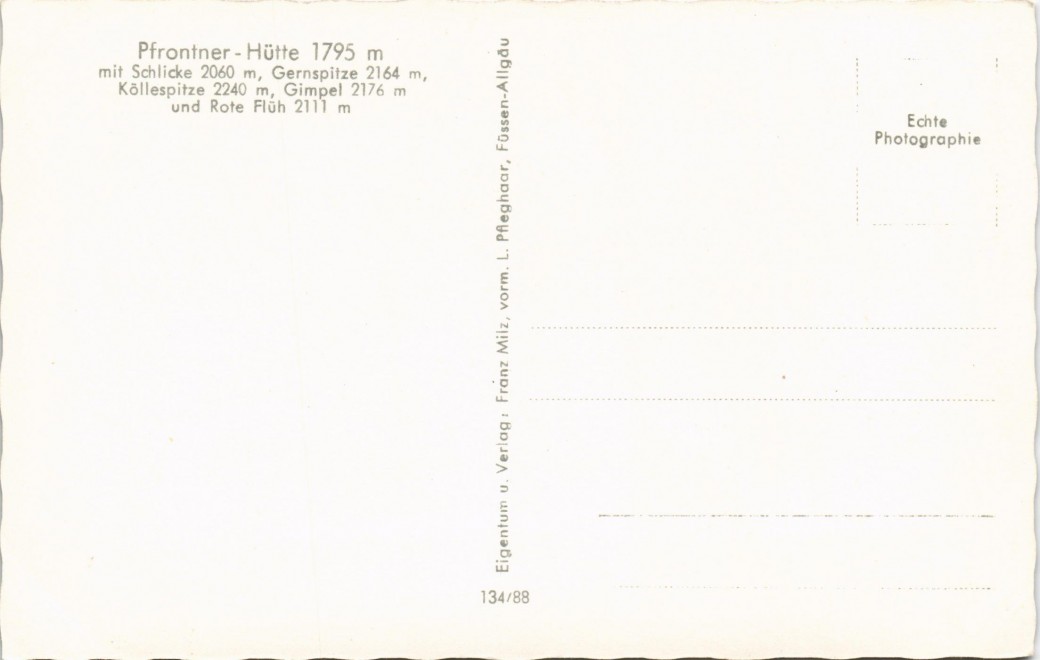 Pfrontner-Hütte 1795 m
mit Schlicke 2060 m, Gernspitze 2164 m,
Köllespitze 2240 m, Gimpel 2176 m
und Rote Flüh 2111 m
Eigentum u. Verlag: Franz Milz, vorm. L. Pfleghaar, Füssen-Allgäu
134/88
Echte
Photographie